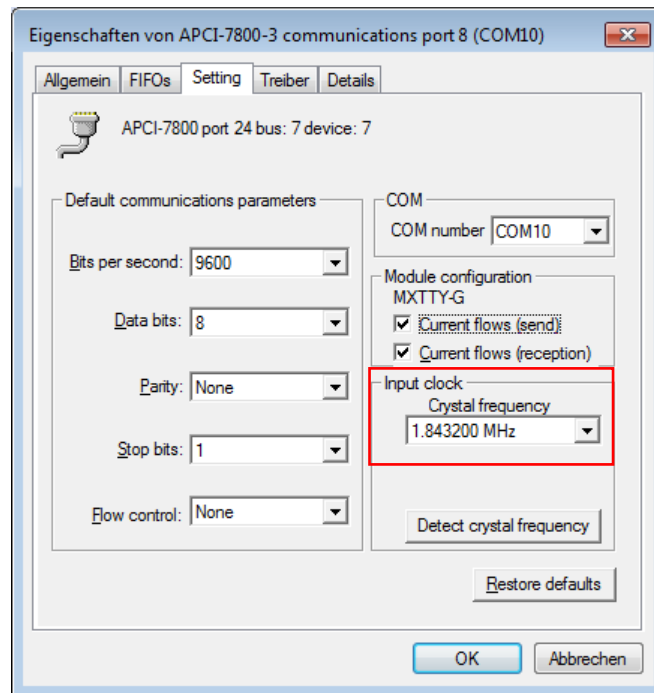 Eigenschaften von APCI-7800-3 communications port 8 (COM10)
Allgemein
FIFOs
Setting
Treiber
Details
APCI-7800 port 24 bus: 7 device: 7
Default communications parameters
Bits per second: 9600
Data bits: 8
Parity: None
Stop bits: 1
Flow control: None
COM
COM number COM10
Module configuration
MXTTY-G
Current flows (send)
Current flows (reception)
Input clock
Crystal frequency
1.843200 MHz
Detect crystal frequency
Restore defaults
OK
Abbrechen